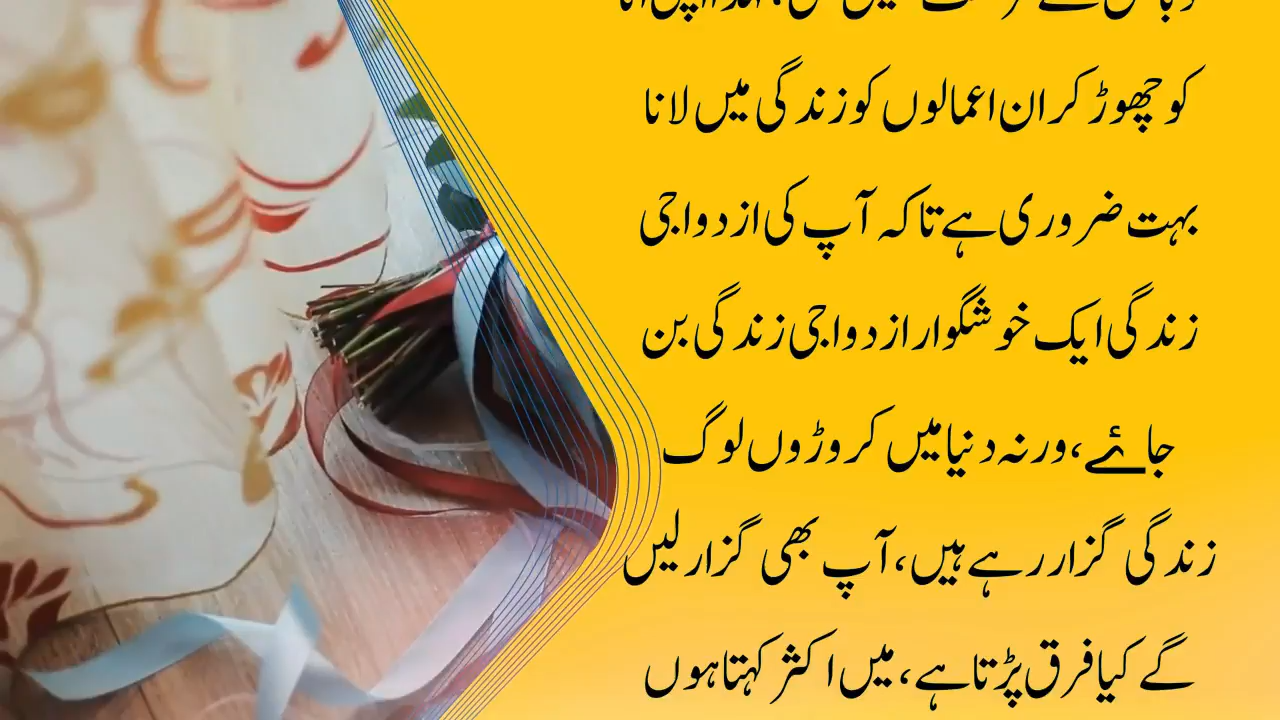 کو چھوڑ کر ان اعمالوں کو زندگی میں لانا
بہت ضروری ہے تاکہ آپ کی ازدواجی
زندگی ایک خوشگوار ازدواجی زندگی بن
جائے، ورنہ دنیا میں کروڑوں لوگ
زندگی گزار رہے ہیں، آپ بھی گزار لیں
گے کیا فرق پڑتا ہے، میں اکثر کہتا ہوں